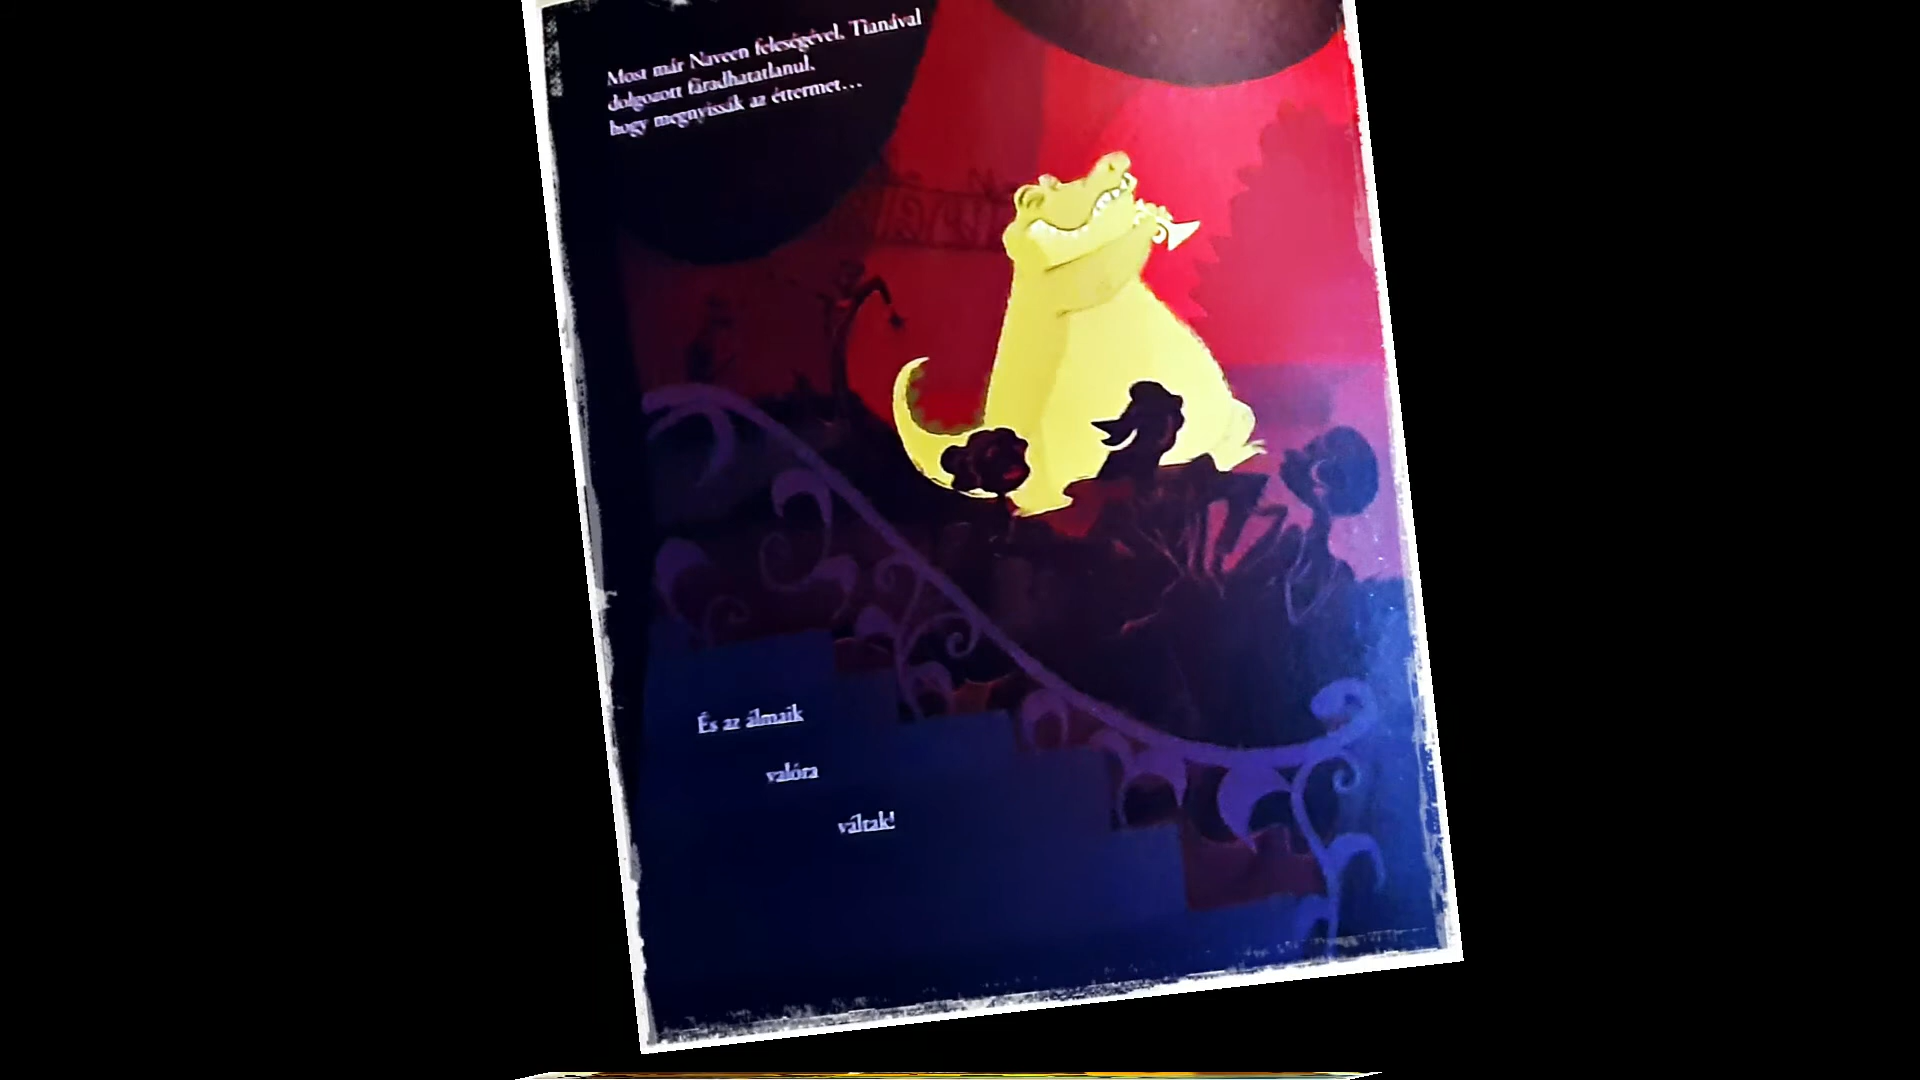 Most már Naveen feleségével, Tianával
dolgozott fáradhatatlanul,
hogy megnyissák az éttermet...
És az álmaik
valóra
váltak!